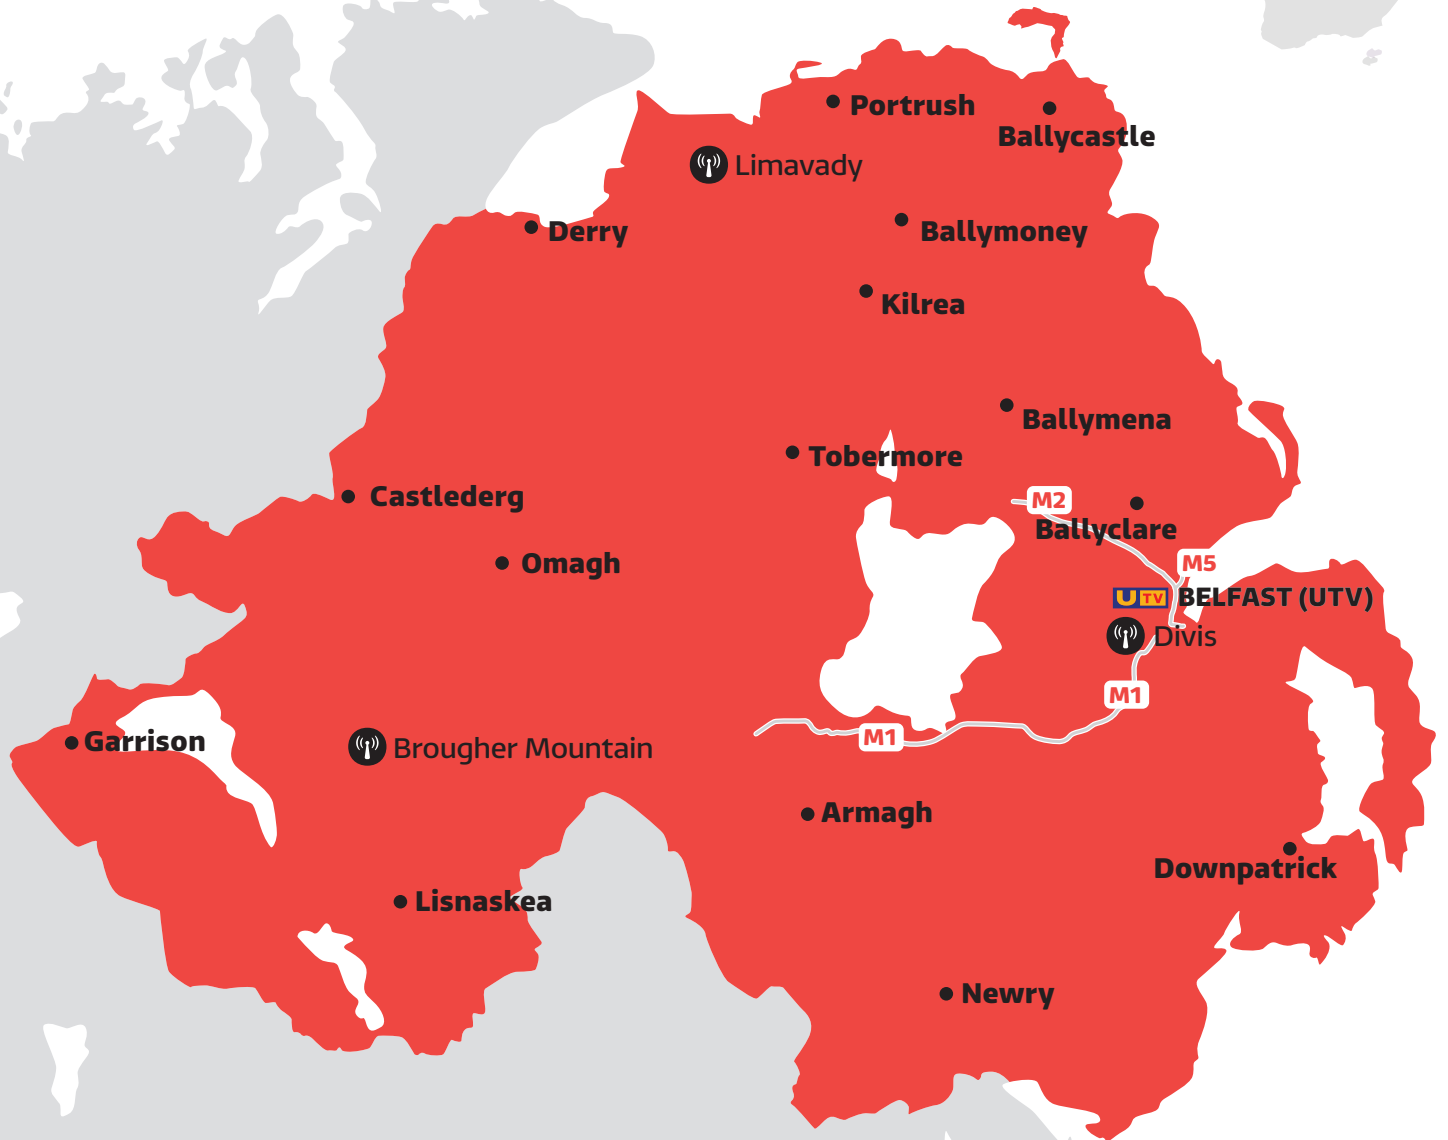 Portrush
Ballycastle
Limavady
Derry
Ballymoney
Kilrea
Ballymena
Tobermore
Castlederg
M2
Ballyclare
Omagh
M5
UTV BELFAST (UTV)
Divis
M1
Garrison
M1
Brougher Mountain
Armagh
Downpatrick
Lisnaskea
Newry